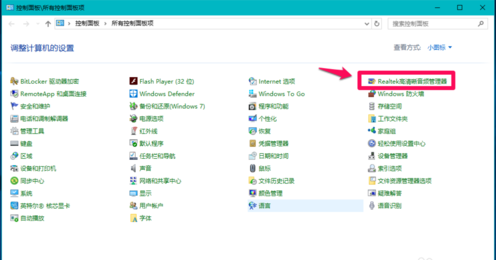 控制面板\所有控制面板项
控制面板 > 所有控制面板项 >
搜索控制面板
调整计算机的设置
查看方式: 小图标
BitLocker 驱动器加密
Flash Player (32 位)
Internet 选项
Realtek高清晰音频管理器
RemoteApp 和桌面连接
Windows Defender
Windows To Go
Windows 防火墙
安全和维护
备份和还原(Windows 7)
程序和功能
存储空间
电话和调制解调器
电源选项
个性化
工作文件夹
管理工具
红外线
恢复
家庭组
键盘
默认程序
凭据管理器
轻松使用设置中心
区域
任务栏和导航
日期和时间
设备管理器
设备和打印机
声音
鼠标
索引选项
同步中心
网络和共享中心
文件历史记录
文件资源管理器选项
系统
显示
颜色管理
疑难解答
英特尔® 核芯显卡
用户帐户
语言
语音识别
自动播放
字体